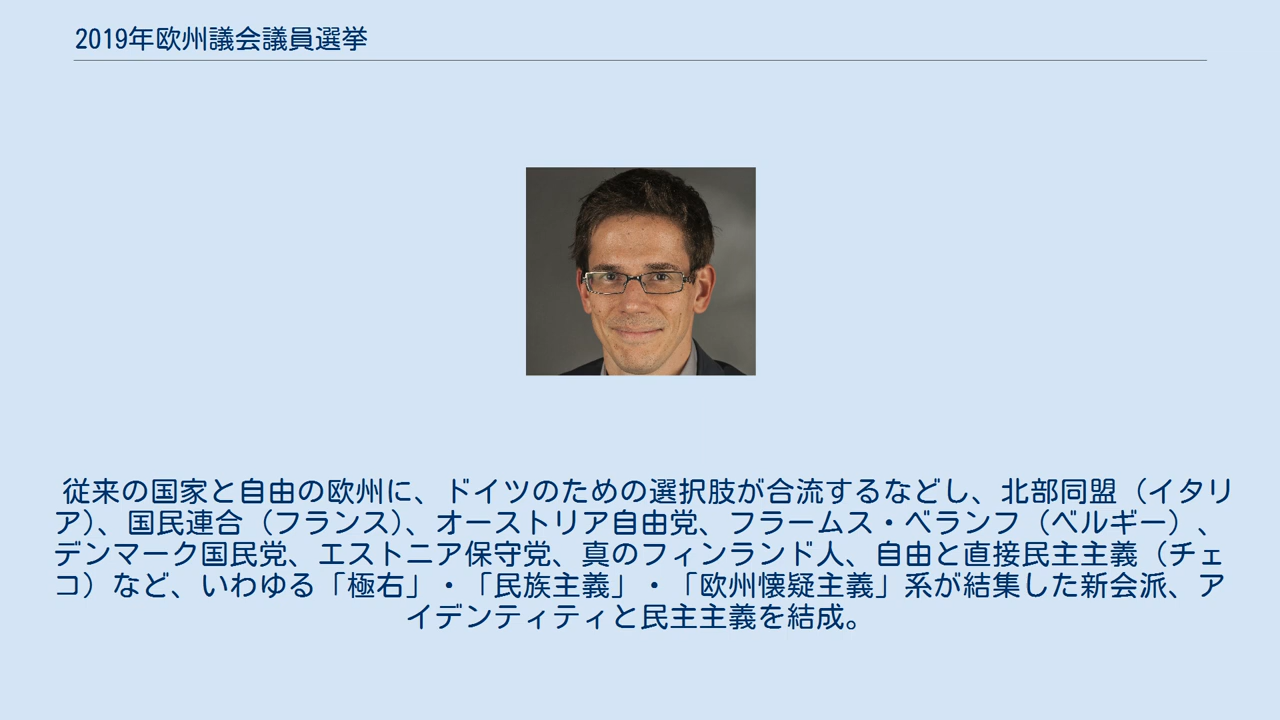 2019年欧州議会議員選挙
従来の国家と自由の欧州に、ドイツのための選択肢が合流するなどし、北部同盟（イタリ
ア）、国民連合（フランス）、オーストリア自由党、フラームス・べランフ（ベルギー）、
デンマーク国民党、エストニア保守党、真のフィンランド人、自由と直接民主主義（チェ
コ）など、いわゆる「極右」・「民族主義」・「欧州懐疑主義」系が結集した新会派、ア
イデンティティと民主主義を結成。